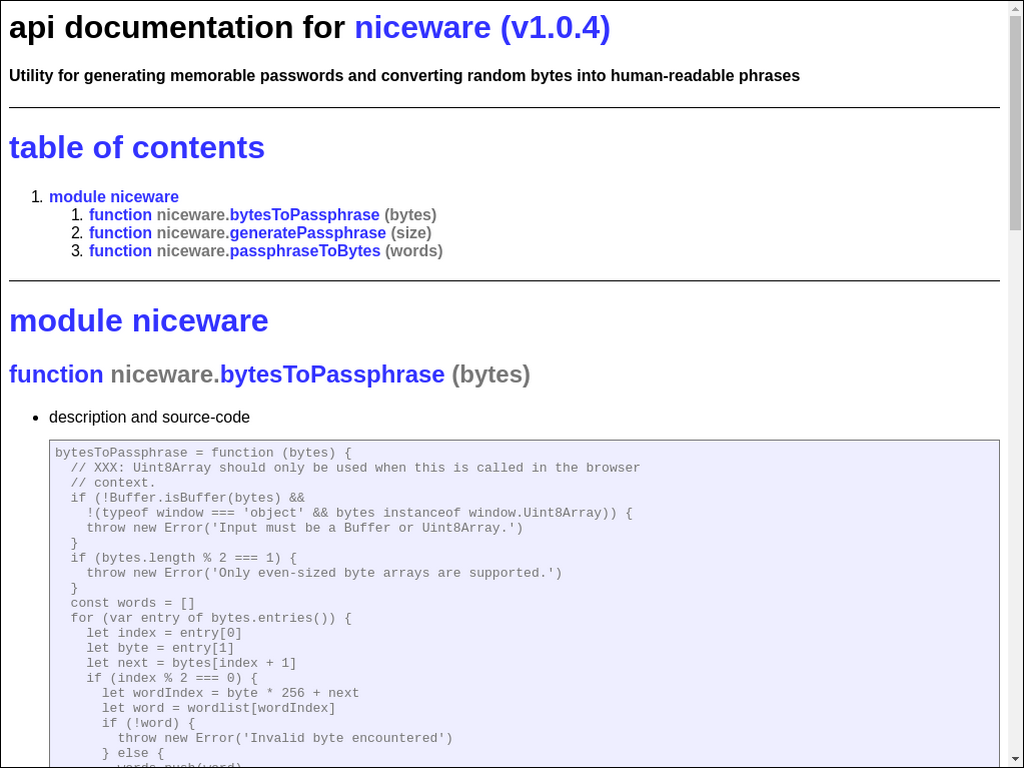 api documentation for niceware (v1.0.4)
Utility for generating memorable passwords and converting random bytes into human-readable phrases
table of contents
1. module niceware
1. function niceware.bytesToPassphrase (bytes)
2. function niceware.generatePassphrase (size)
3. function niceware.passphraseToBytes (words)
module niceware
function niceware.bytesToPassphrase (bytes)
• description and source-code
bytesToPassphrase = function (bytes) {
  // XXX: Uint8Array should only be used when this is called in the browser
  // context.
  if (!Buffer.isBuffer(bytes) &&
    !(typeof window === 'object' && bytes instanceof window.Uint8Array)) {
    throw new Error('Input must be a Buffer or Uint8Array.')
  }
  if (bytes.length % 2 === 1) {
    throw new Error('Only even-sized byte arrays are supported.')
  }
  const words = []
  for (var entry of bytes.entries()) {
    let index = entry[0]
    let byte = entry[1]
    let next = bytes[index + 1]
    if (index % 2 === 0) {
      let wordIndex = byte * 256 + next
      let word = wordlist[wordIndex]
      if (!word) {
        throw new Error('Invalid byte encountered')
      } else {
        words.push(word)